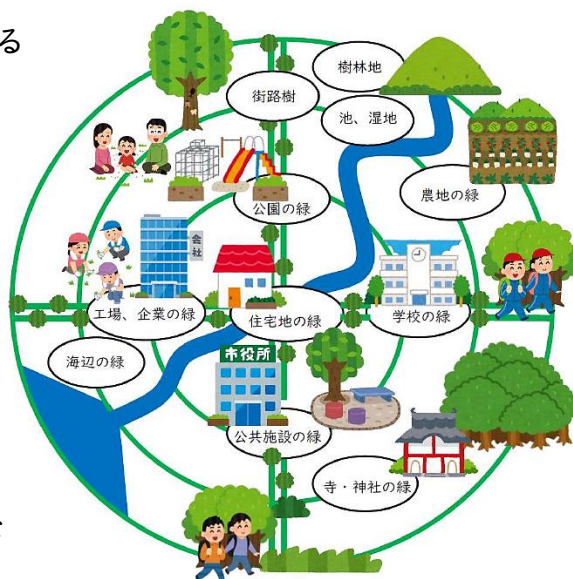 る
樹林地
街路樹
池、湿地
農地の緑
公園の緑
会社
工場、企業の緑
住宅地の緑
学校の緑
海辺の緑
市役所
公共施設の緑
寺・神社の緑